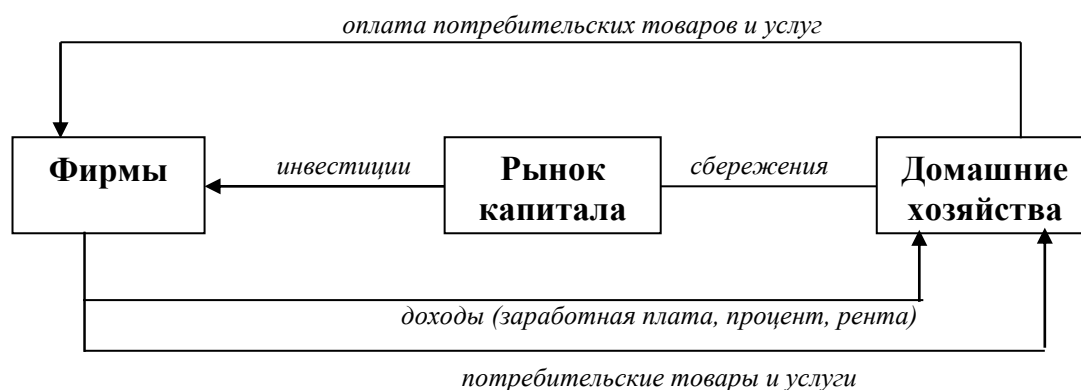 оплата потребительских товаров и услуг
Фирмы
инвестиции
Рынок
капитала
сбережения
Домашние
хозяйства
доходы (заработная плата, процент, рента)
потребительские товары и услуги